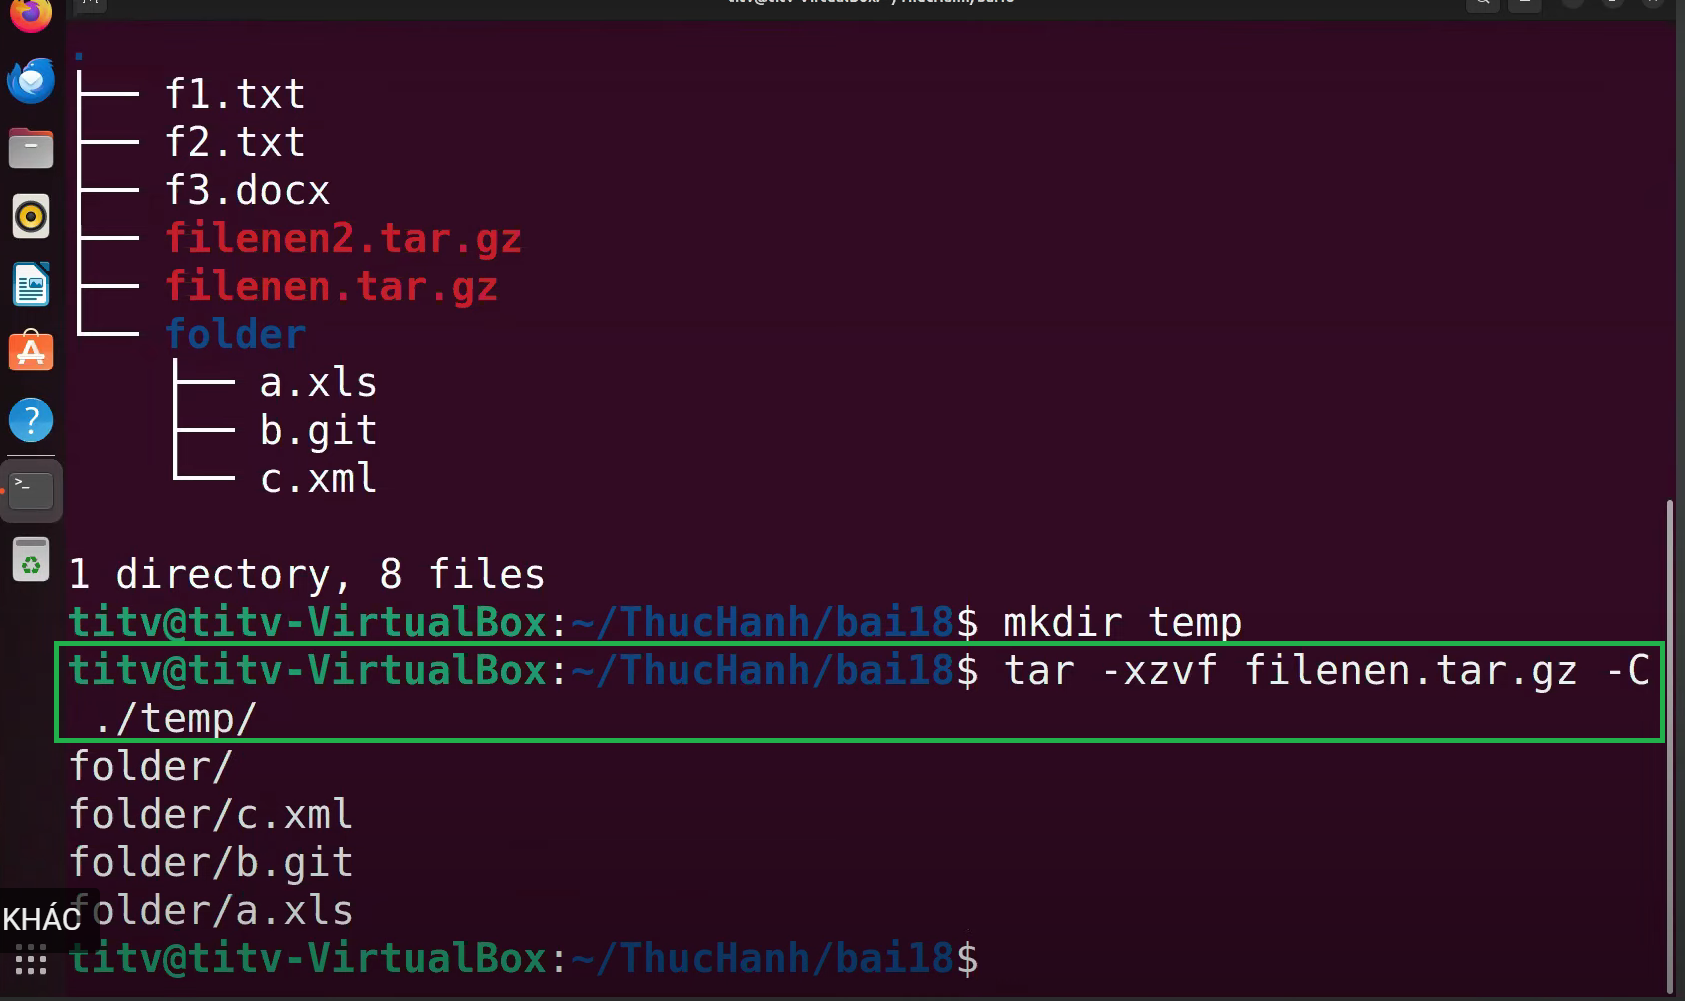 .
├── f1.txt
├── f2.txt
├── f3.docx
├── filenen2.tar.gz
├── filenen.tar.gz
└── folder
    ├── a.xls
    ├── b.git
    └── c.xml
1 directory, 8 files
titv@titv-VirtualBox:~/ThucHanh/bai18$ mkdir temp
titv@titv-VirtualBox:~/ThucHanh/bai18$ tar -xzvf filenen.tar.gz -C
 ./temp/
folder/
folder/c.xml
folder/b.git
folder/a.xls
KHÁC
titv@titv-VirtualBox:~/ThucHanh/bai18$